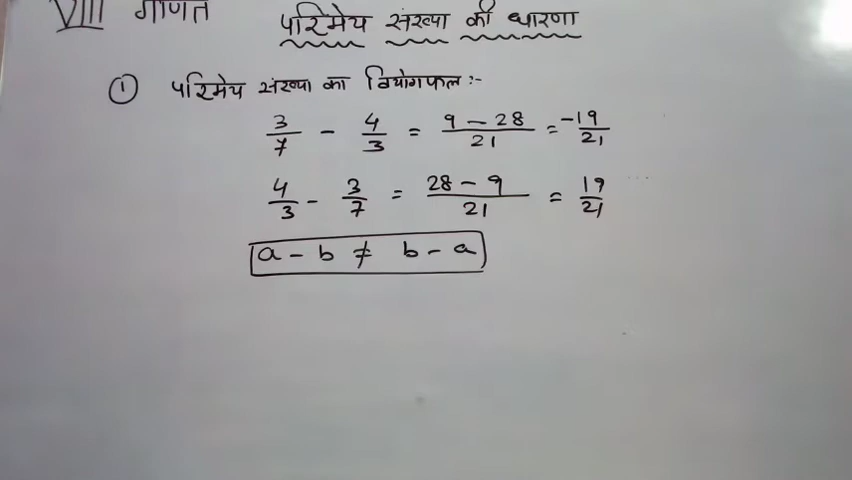 VIII गणित परिमेय संख्या की धारणा
① परिमेय संख्या का वियोगफल :-
3/7 - 4/3 = 9 - 28/21 = -19/21
4/3 - 3/7 = 28 - 9/21 = 19/21
a - b ≠ b - a